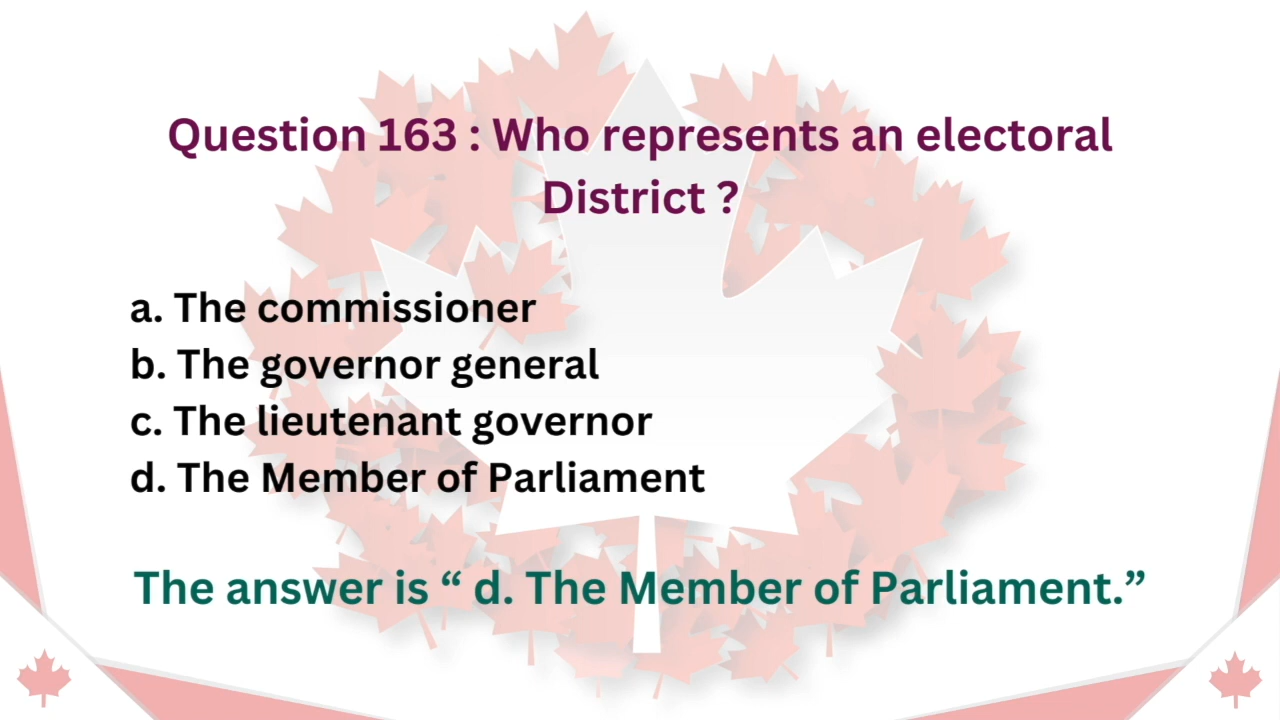 Question 163 : Who represents an electoral
District ?
a. The commissioner
b. The governor general
c. The lieutenant governor
d. The Member of Parliament
The answer is “ d. The Member of Parliament.”